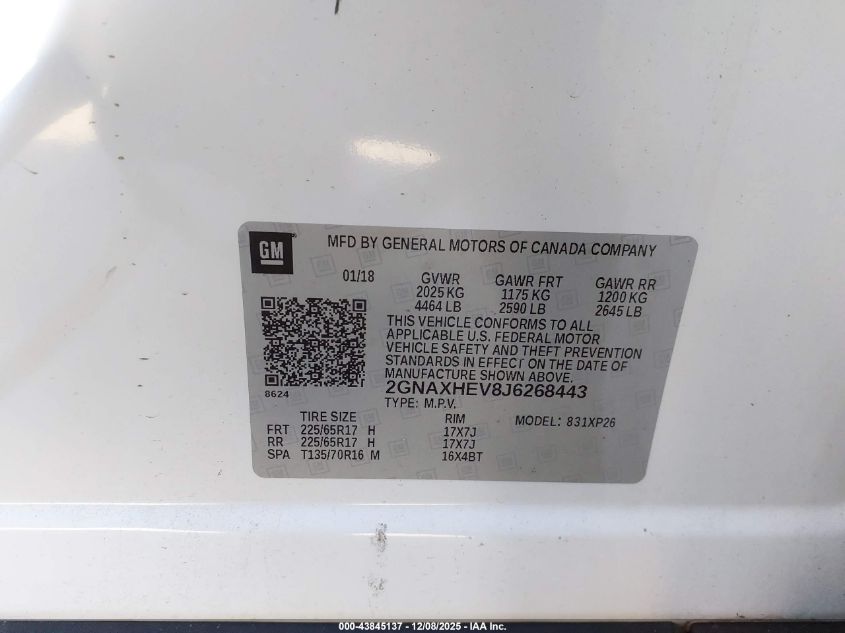 GM
MFD BY GENERAL MOTORS OF CANADA COMPANY
01/18 GVWR GAWR FRT GAWR RR
2025 KG 1175 KG 1200 KG
4464 LB 2590 LB 2645 LB
THIS VEHICLE CONFORMS TO ALL
APPLICABLE U.S. FEDERAL MOTOR
VEHICLE SAFETY AND THEFT PREVENTION
STANDARDS IN EFFECT ON THE DATE OF
MANUFACTURE SHOWN ABOVE.
8624 2GNAXHEV8J6268443
TYPE: M.P.V.
TIRE SIZE RIM MODEL: 831XP26
FRT 225/65R17 H 17X7J
RR 225/65R17 H 17X7J
SPA T135/70R16 M 16X4BT
000-43845137 - 12/08/2025 - IAA Inc.